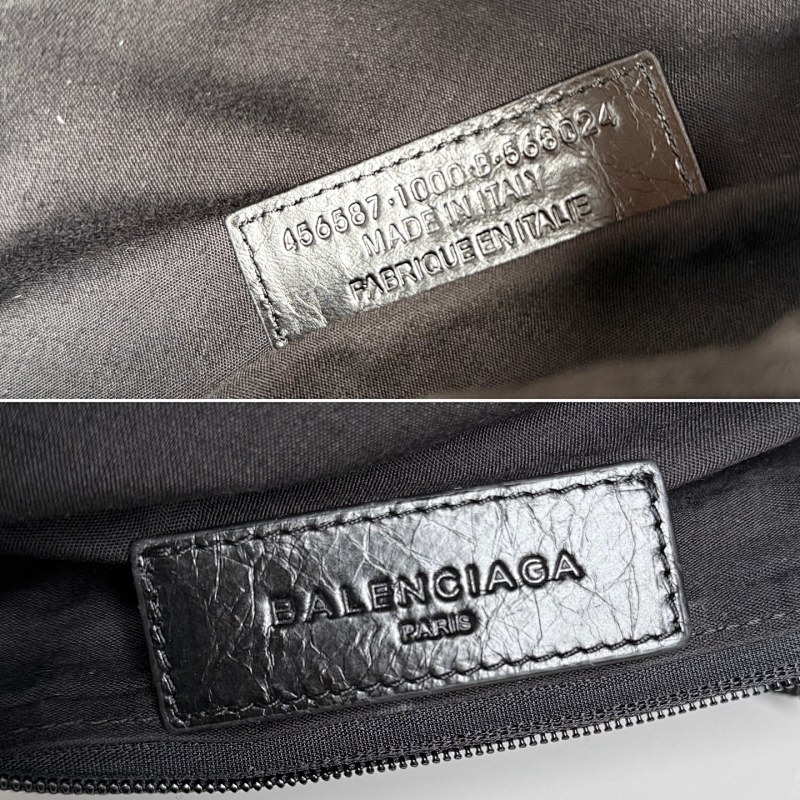 456587·1000·B·568024
MADE IN ITALY
FABRIQUE EN ITALIE
BALENCIAGA
PARIS